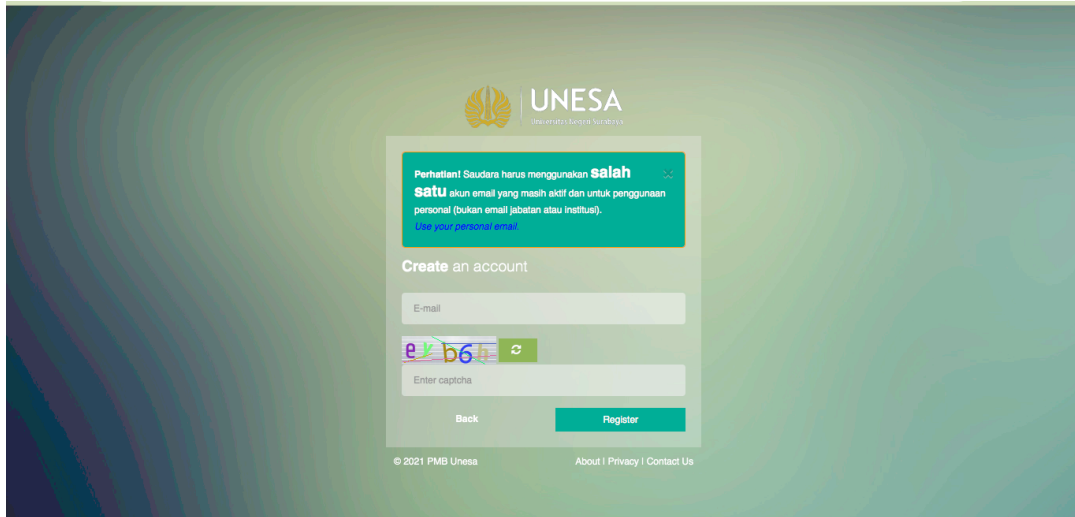 UNESA
Universitas Negeri Surabaya
Perhatian! Saudara harus menggunakan salah
satu akun email yang masih aktif dan untuk penggunaan
personal (bukan email jabatan atau institusi).
Use your personal email.
Create an account
E-mail
ey b6h
Enter captcha
Back Register
© 2021 PMB Unesa About | Privacy | Contact Us